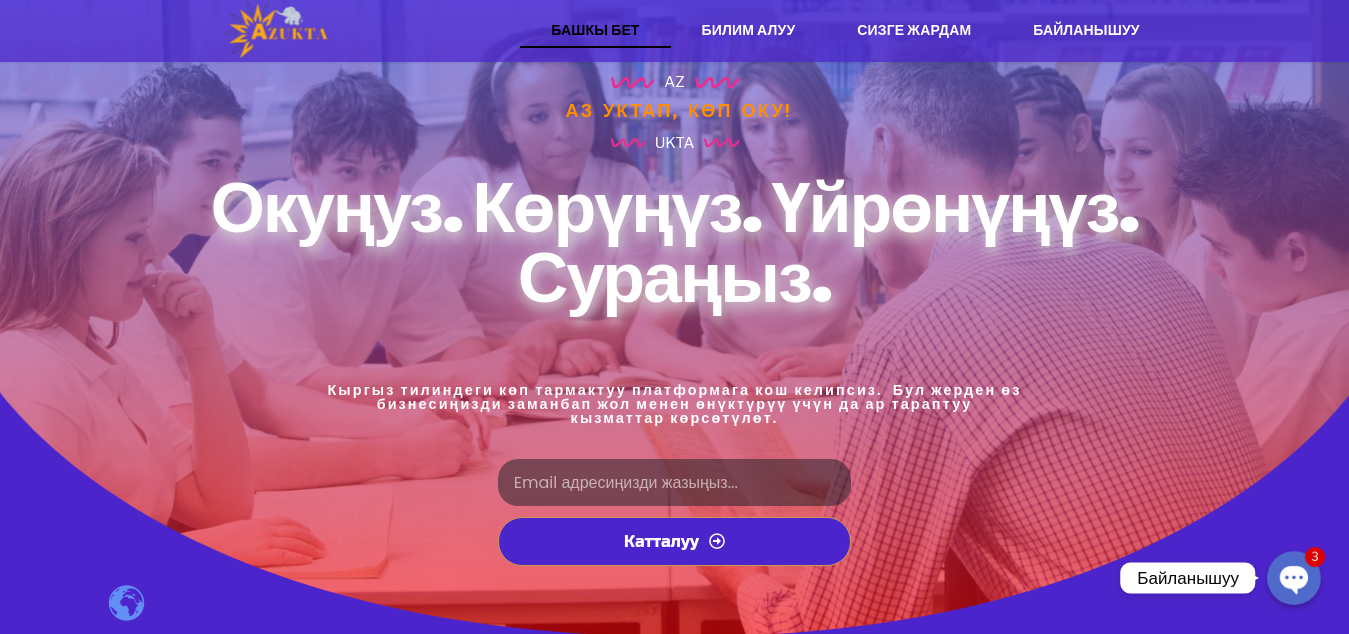 AZUKTA
БАШКЫ БЕТ
БИЛИМ АЛУУ
СИЗГЕ ЖАРДАМ
БАЙЛАНЫШУУ
AZ
АЗ УКТАП, КӨП ОКУ!
UKTA
Окуңуз. Көрүңүз. Үйрөнүңүз.
Сураңыз.
Кыргыз тилиндеги көп тармактуу платформага кош келипсиз. Бул жерден өз
бизнесиңизди заманбап жол менен өнүктүрүү үчүн да ар тараптуу
кызматтар көрсөтүлөт.
Email адресиңизди жазыңыз...
Катталуу
Байланышуу
3